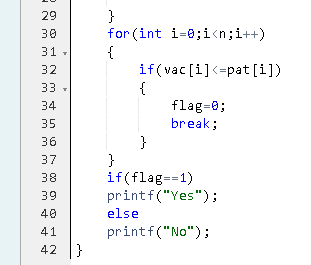 29 }
30 for(int i=0;i<n;i++)
31 {
32 if(vac[i]<=pat[i])
33 {
34 flag=0;
35 break;
36 }
37 }
38 if(flag==1)
39 printf("Yes");
40 else
41 printf("No");
42 }